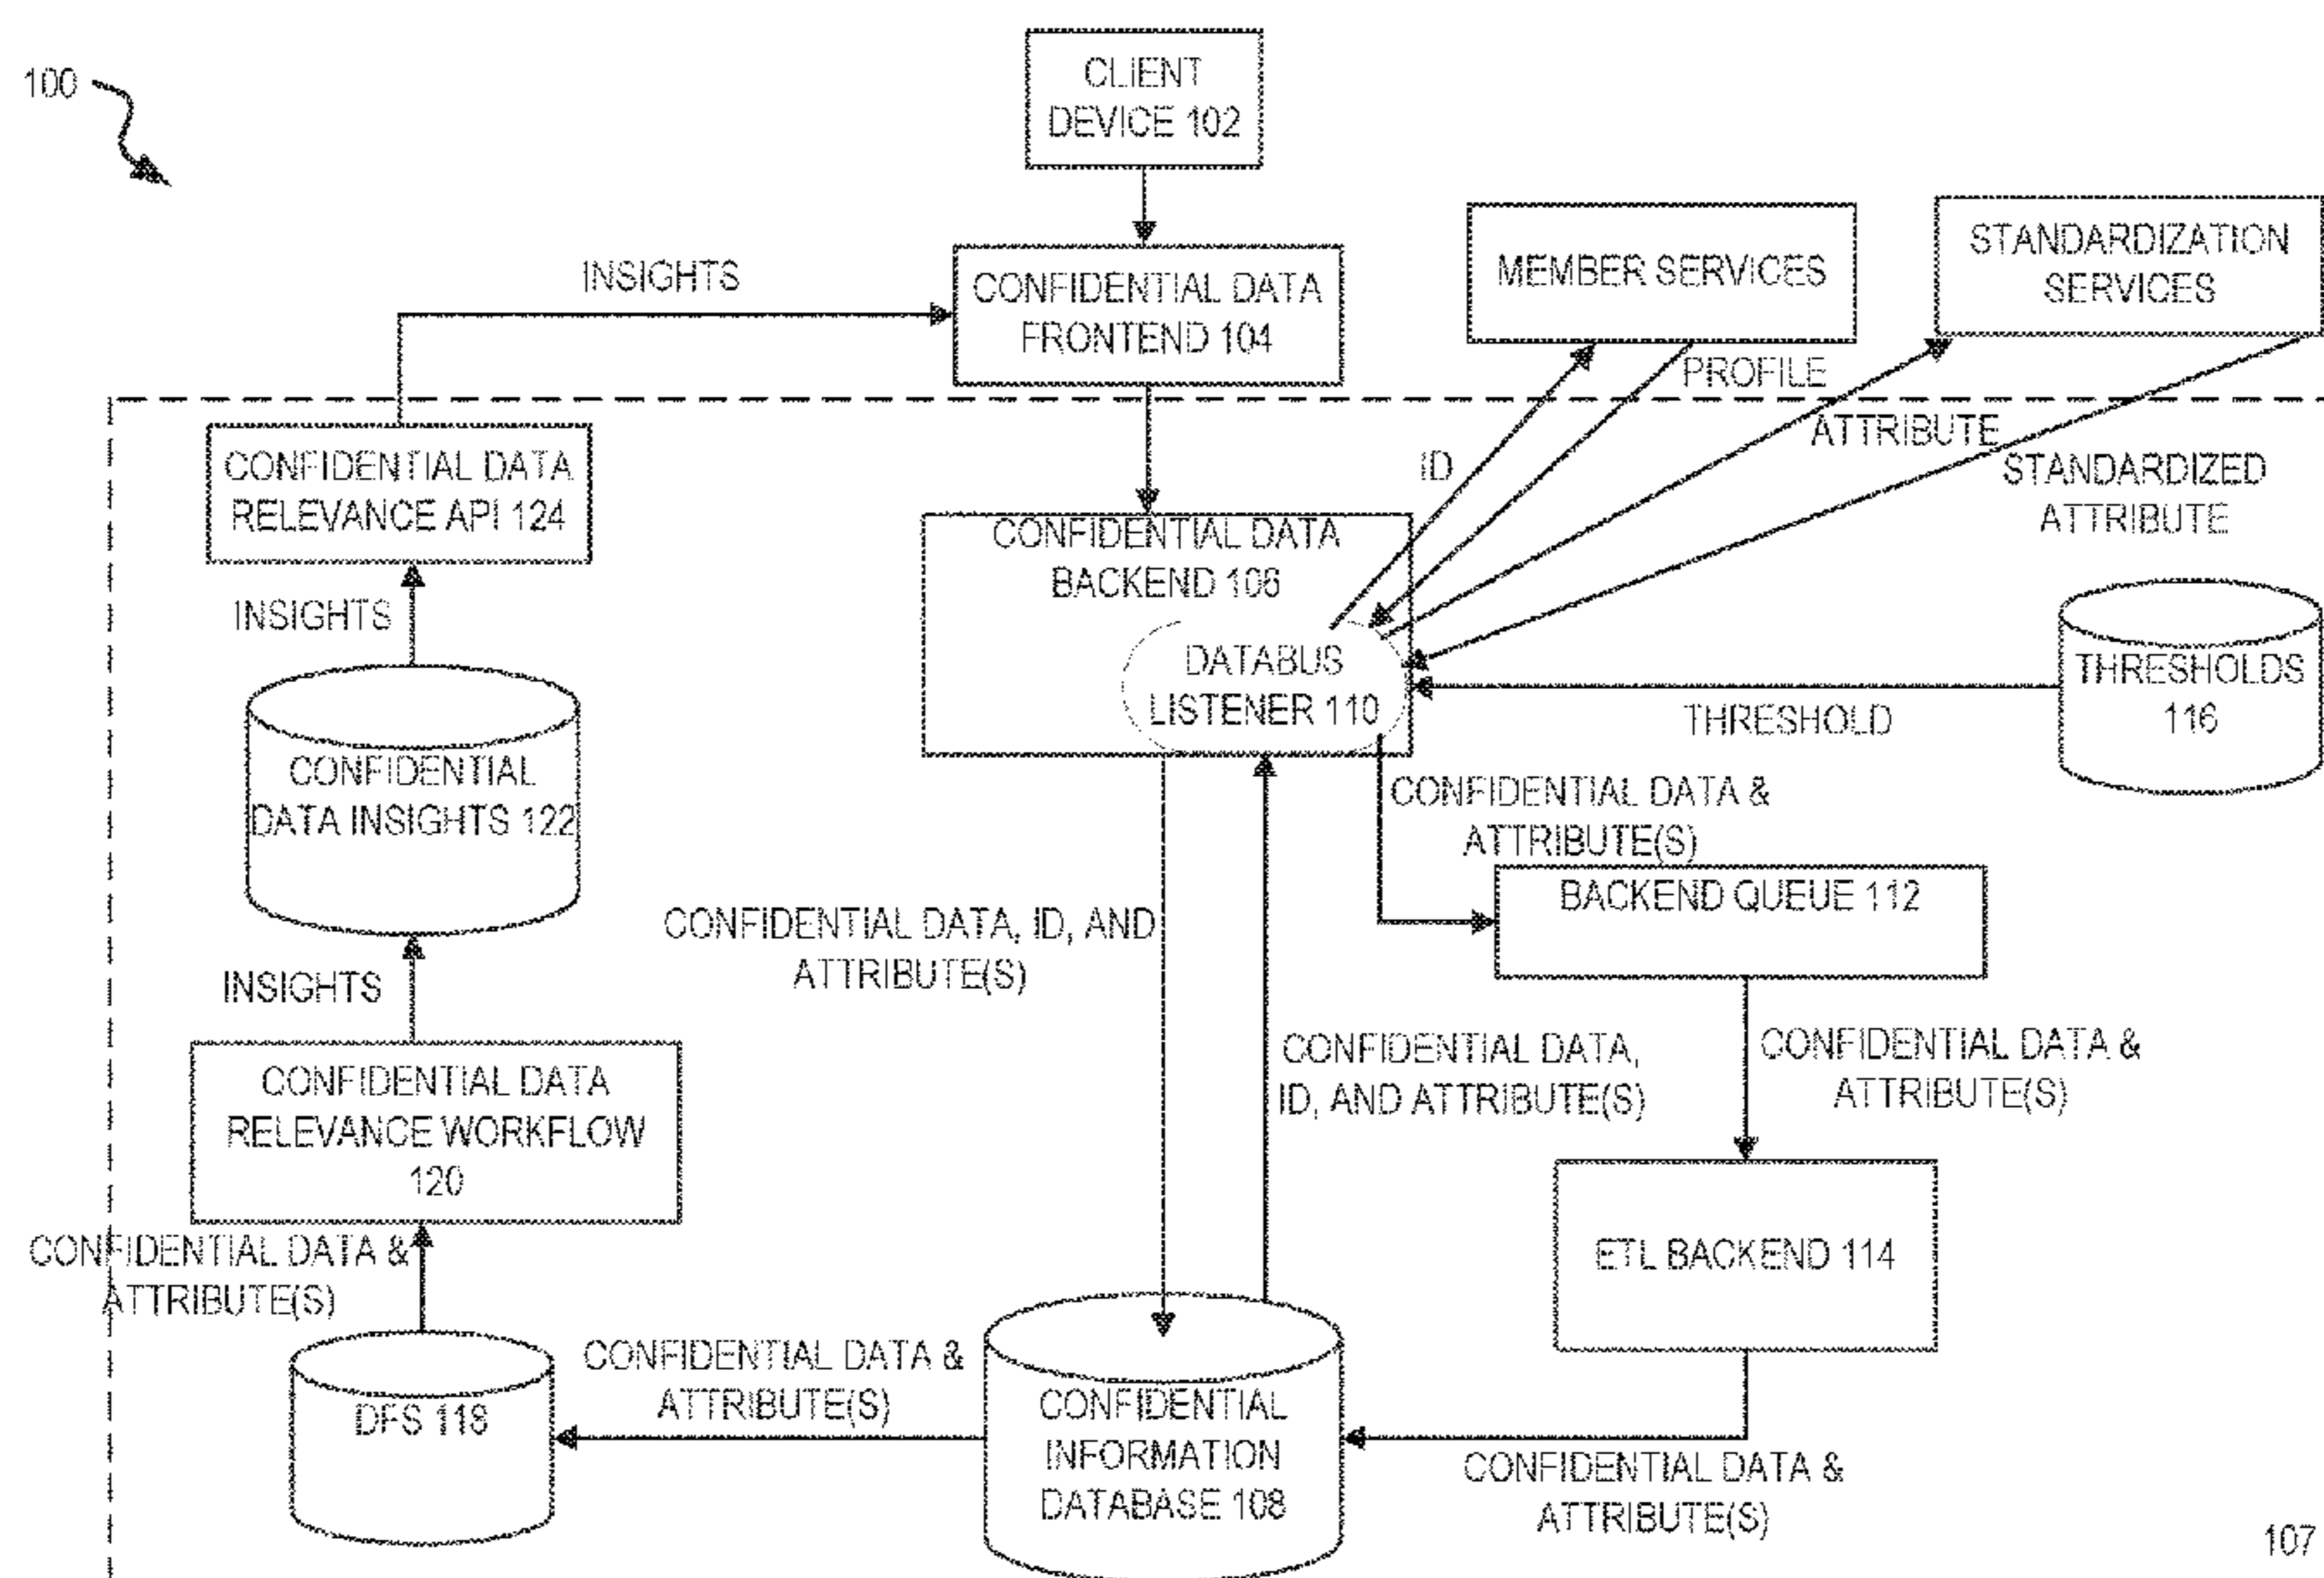 100
CLIENT
DEVICE 102
INSIGHTS
CONFIDENTIAL DATA
FRONTEND 104
MEMBER SERVICES
STANDARDIZATION
SERVICES
PROFILE
ATTRIBUTE
ID
STANDARDIZED
ATTRIBUTE
CONFIDENTIAL DATA
RELEVANCE API 124
CONFIDENTIAL DATA
BACKEND 106
DATABUS
LISTENER 110
THRESHOLDS
116
THRESHOLD
INSIGHTS
CONFIDENTIAL
DATA INSIGHTS 122
CONFIDENTIAL DATA &
ATTRIBUTE(S)
BACKEND QUEUE 112
CONFIDENTIAL DATA, ID, AND
ATTRIBUTE(S)
INSIGHTS
CONFIDENTIAL DATA
RELEVANCE WORKFLOW
120
CONFIDENTIAL DATA,
ID, AND ATTRIBUTE(S)
CONFIDENTIAL DATA &
ATTRIBUTE(S)
ETL BACKEND 114
CONFIDENTIAL DATA &
ATTRIBUTE(S)
DFS 118
CONFIDENTIAL DATA &
ATTRIBUTE(S)
CONFIDENTIAL
INFORMATION
DATABASE 108
CONFIDENTIAL DATA &
ATTRIBUTE(S)
107